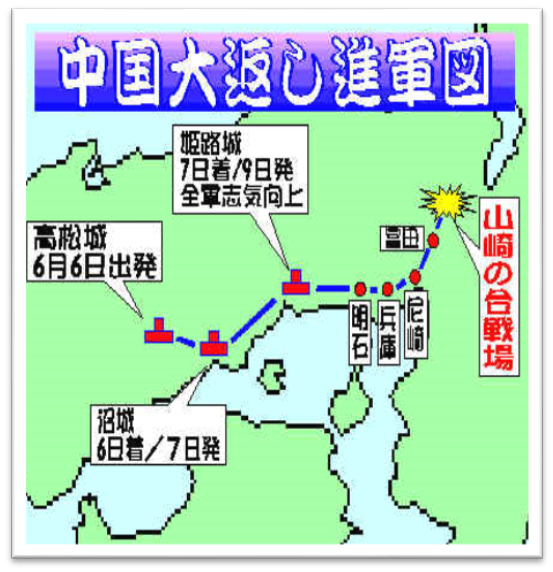 中国大返し進軍図
姫路城
7日着/9日発
全軍志気向上
高松城
6月6日出発
沼城
6日着/7日発
明石
兵庫
尼崎
富田
山崎の合戦場